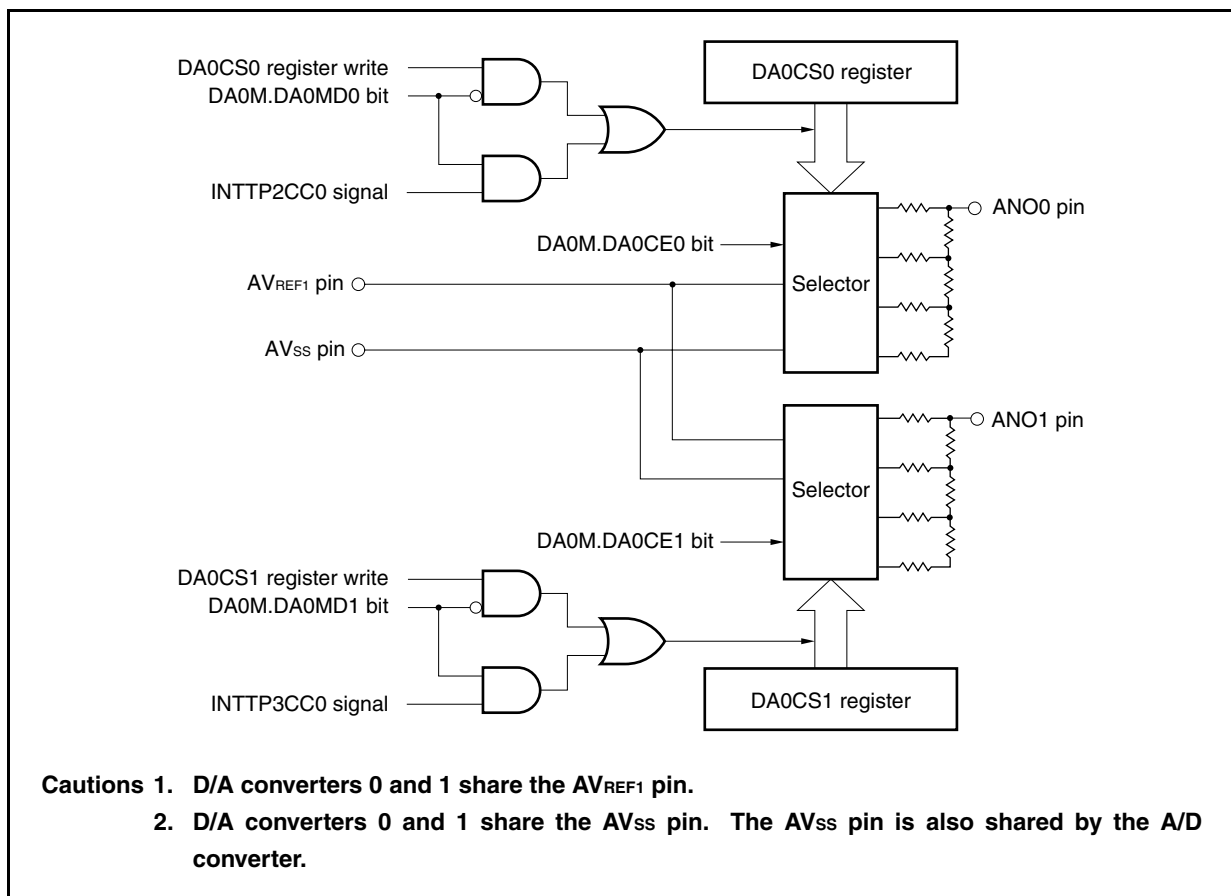 DA0CS0 register write
DA0M.DA0MD0 bit
INTTP2CC0 signal
DA0CS0 register
DA0M.DA0CE0 bit
AVREF1 pin
AVSS pin
Selector
ANO0 pin
Selector
ANO1 pin
DA0M.DA0CE1 bit
DA0CS1 register write
DA0M.DA0MD1 bit
INTTP3CC0 signal
DA0CS1 register
Cautions 1. D/A converters 0 and 1 share the AVREF1 pin.
2. D/A converters 0 and 1 share the AVSS pin. The AVSS pin is also shared by the A/D
converter.